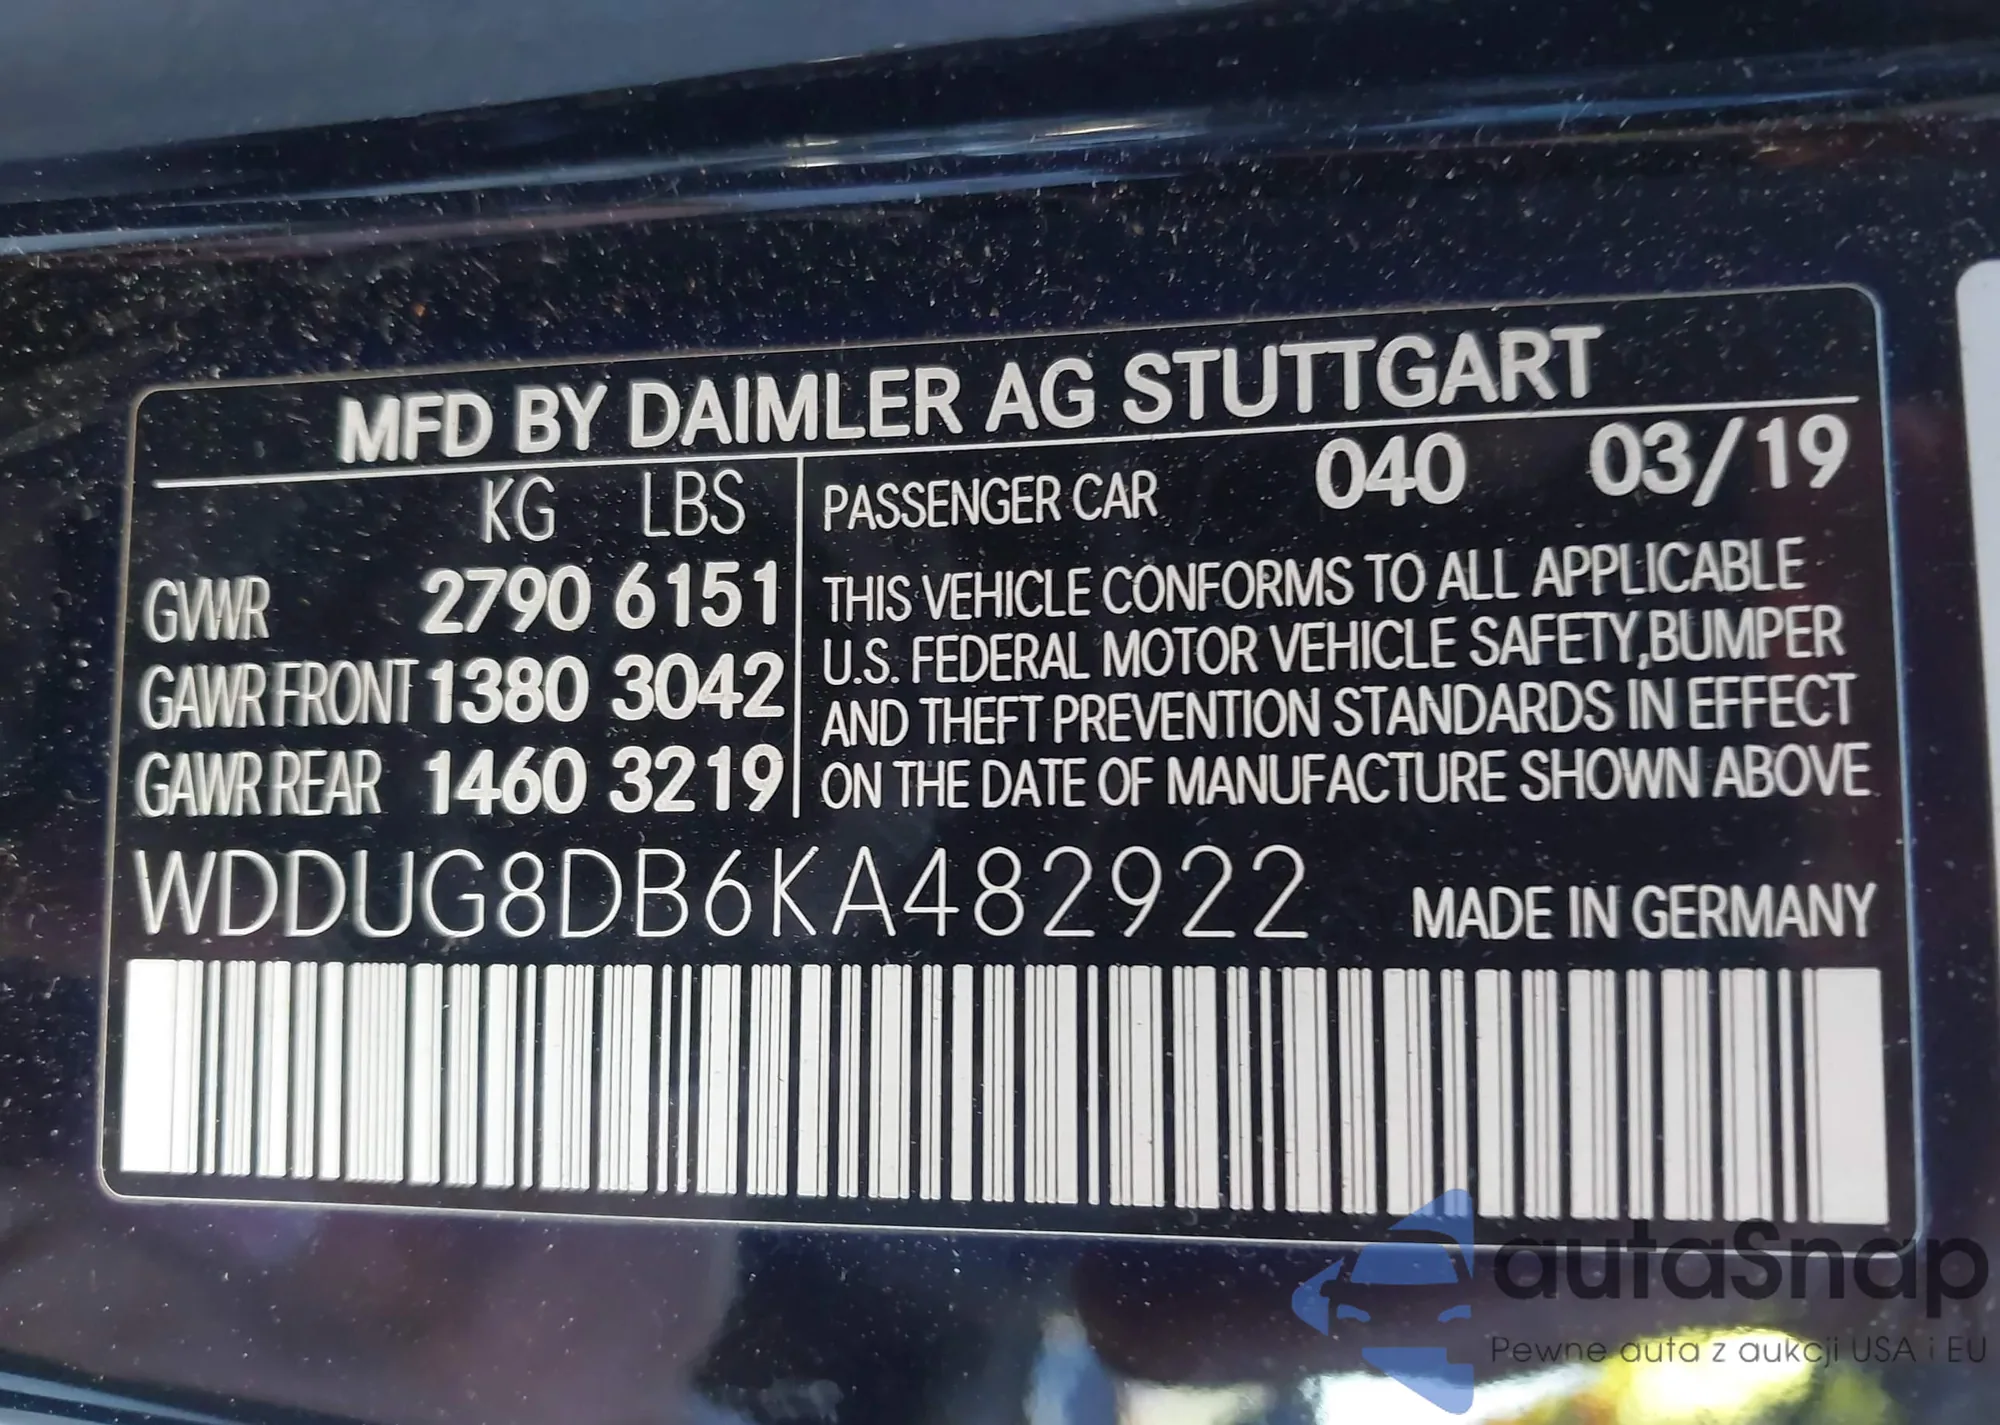 MFD BY DAIMLER AG STUTTGART
KG LBS
GVWR 2790 6151
GAWR FRONT 1380 3042
GAWR REAR 1460 3219
PASSENGER CAR 040 03/19
THIS VEHICLE CONFORMS TO ALL APPLICABLE
U.S. FEDERAL MOTOR VEHICLE SAFETY,BUMPER
AND THEFT PREVENTION STANDARDS IN EFFECT
ON THE DATE OF MANUFACTURE SHOWN ABOVE
WDDUG8DB6KA482922 MADE IN GERMANY
autaSnap
Pewne auta z aukcji USA i EU